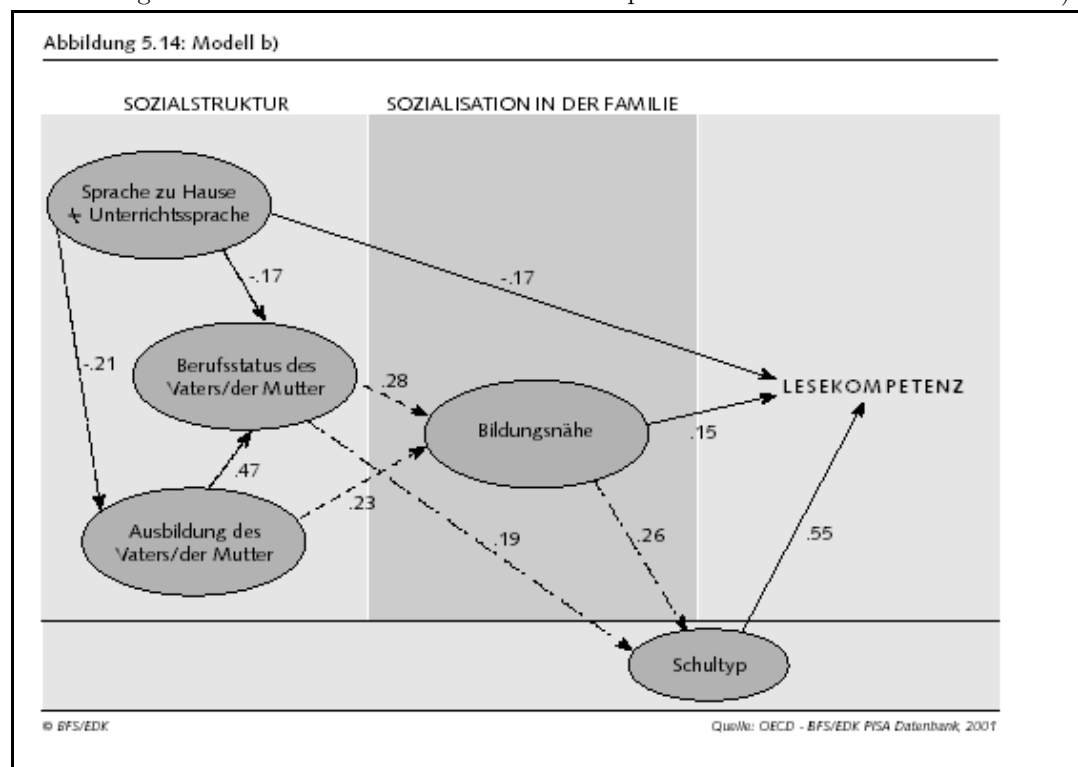 Abbildung 5.14: Modell b)
SOZIALSTRUKTUR
SOZIALISATION IN DER FAMILIE
Sprache zu Hause
≠ Unterrichtssprache
-.17
-.17
-.21
Berufsstatus des
Vaters/der Mutter
.28
LESEKOMPETENZ
Bildungsnähe
.15
.47
.23
Ausbildung des
Vaters/der Mutter
.19
.26
.55
Schultyp
© BFS/EDK
Quelle: OECD - BFS/EDK PISA Datenbank, 2001